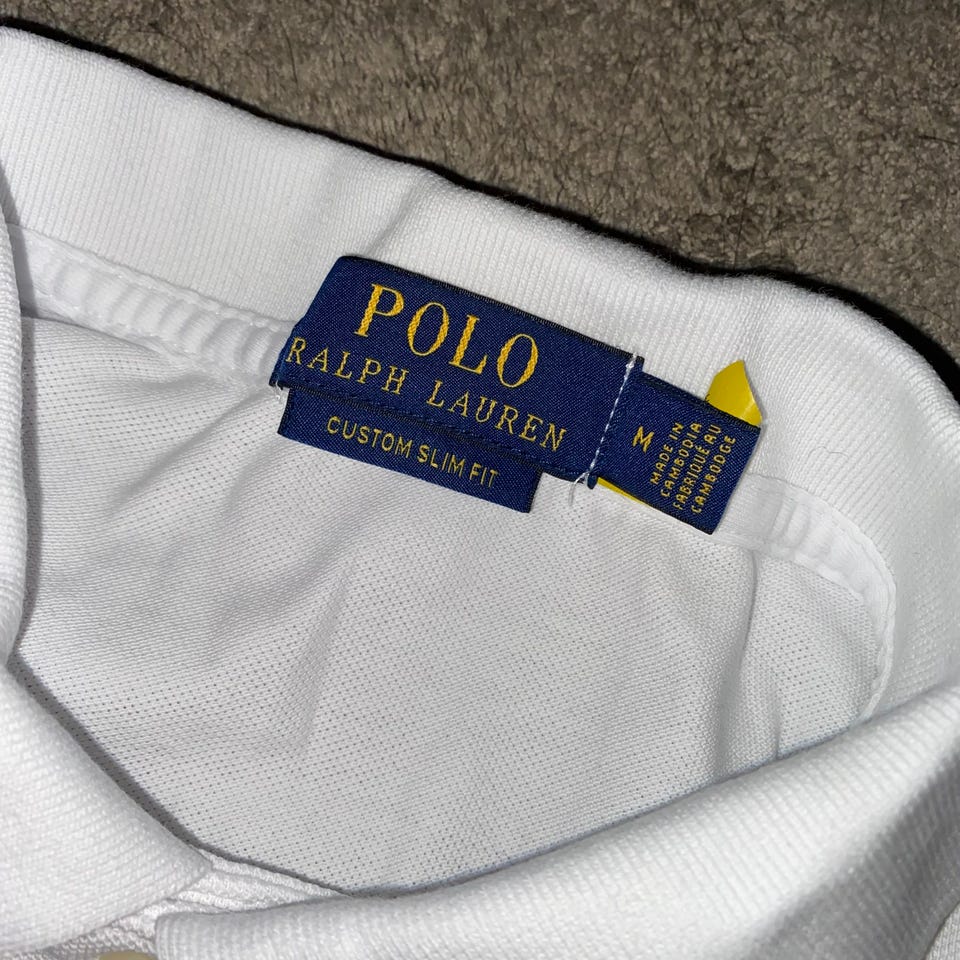 POLO
RALPH LAUREN
CUSTOM SLIM FIT
M
MADE IN
CAMBODIA
FABRIQUÉ AU
CAMBODGE